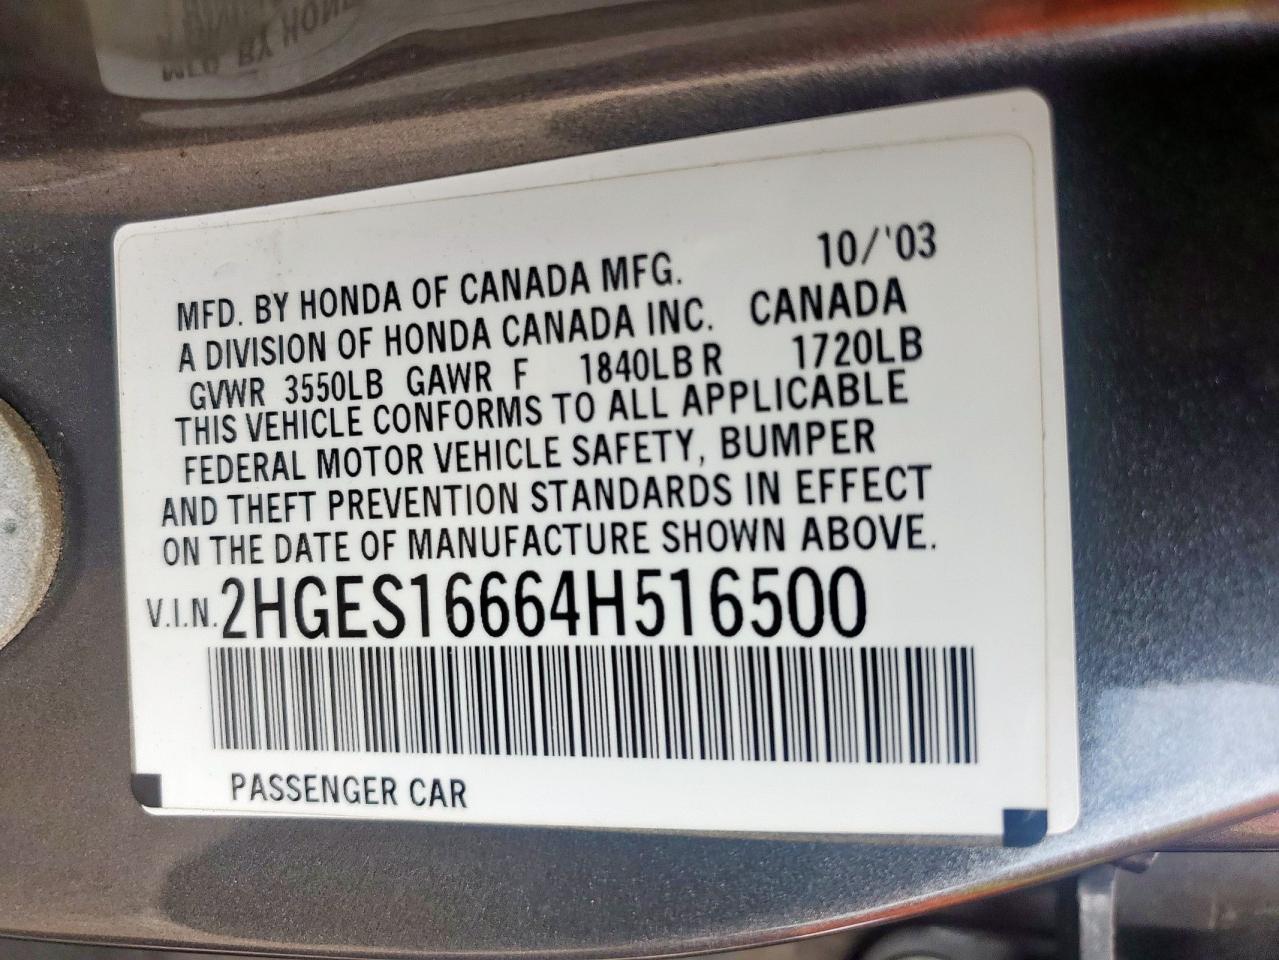 MFD. BY HONDA OF CANADA MFG. 10/'03
A DIVISION OF HONDA CANADA INC. CANADA
GVWR 3550LB GAWR F 1840LB R 1720LB
THIS VEHICLE CONFORMS TO ALL APPLICABLE
FEDERAL MOTOR VEHICLE SAFETY, BUMPER
AND THEFT PREVENTION STANDARDS IN EFFECT
ON THE DATE OF MANUFACTURE SHOWN ABOVE.
V.I.N. 2HGES16664H516500
PASSENGER CAR